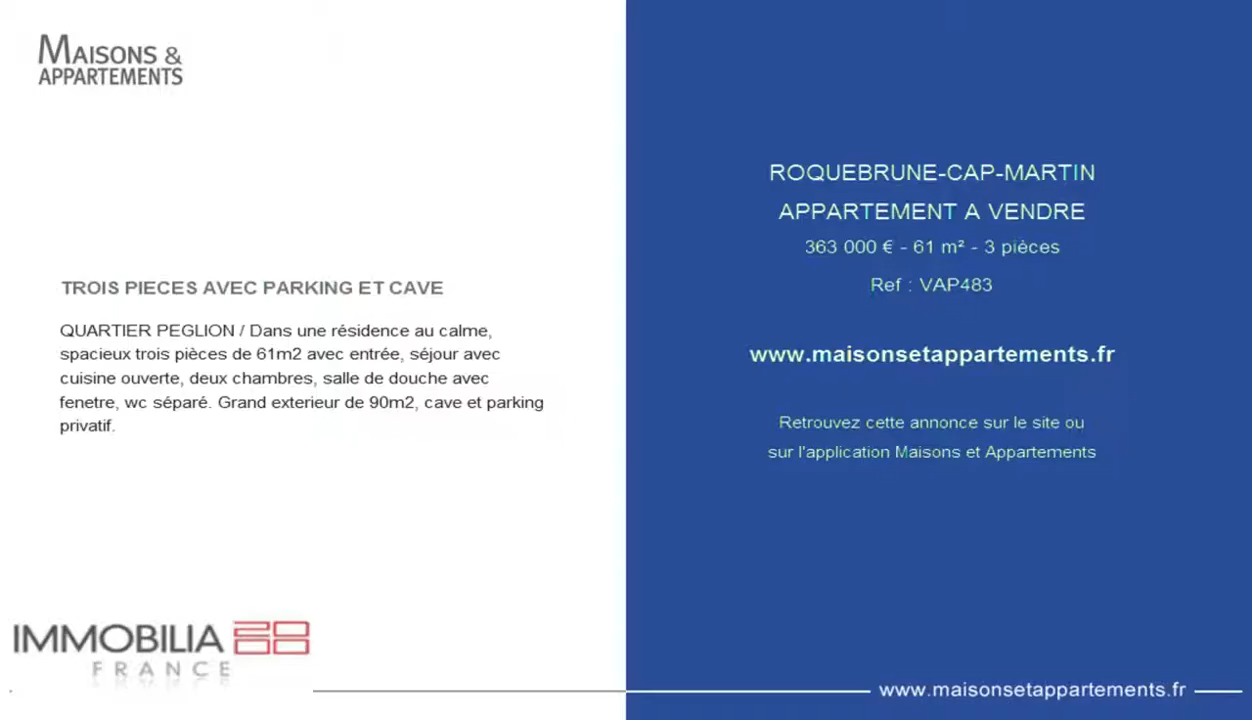 MAISONS &
APPARTEMENTS
TROIS PIECES AVEC PARKING ET CAVE
QUARTIER PEGLION / Dans une résidence au calme,
spacieux trois pièces de 61m2 avec entrée, séjour avec
cuisine ouverte, deux chambres, salle de douche avec
fenetre, wc séparé. Grand exterieur de 90m2, cave et parking
privatif.
IMMOBILIA
FRANCE
ROQUEBRUNE-CAP-MARTIN
APPARTEMENT A VENDRE
363 000 € - 61 m² - 3 pièces
Ref : VAP483
www.maisonsetappartements.fr
Retrouvez cette annonce sur le site ou
sur l'application Maisons et Appartements
www.maisonsetappartements.fr